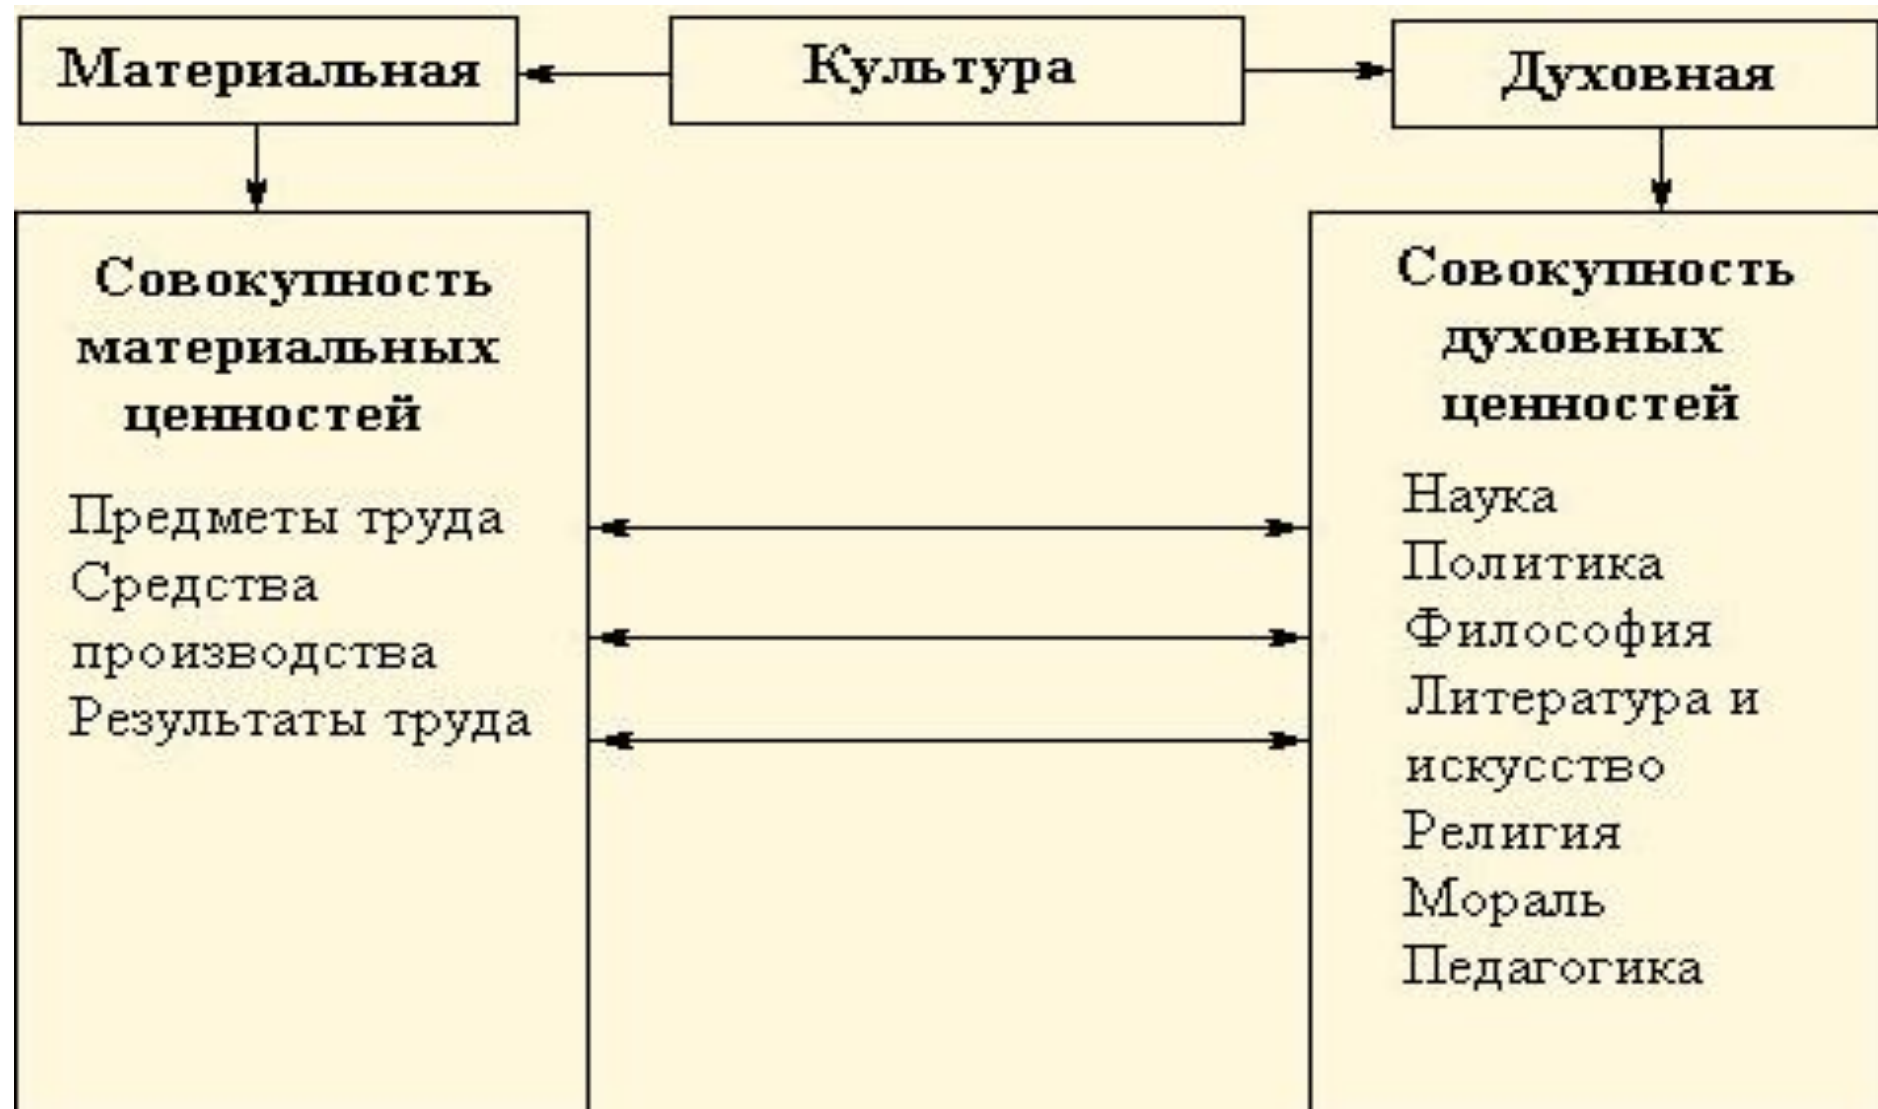 Материальная
Культура
Духовная
Совокупность
материальных
ценностей
Предметы труда
Средства
производства
Результаты труда
Совокупность
духовных
ценностей
Наука
Политика
Философия
Литература и
искусство
Религия
Мораль
Педагогика